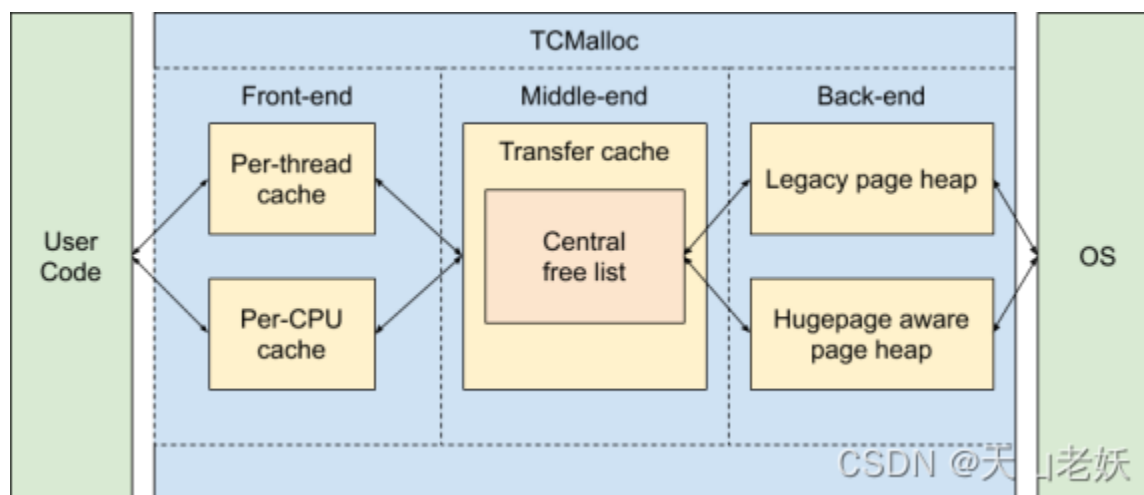 TCMalloc
Front-end
Middle-end
Back-end
User
Code
Per-thread
cache
Per-CPU
cache
Transfer cache
Central
free list
Legacy page heap
Hugepage aware
page heap
OS
CSDN @天山老妖